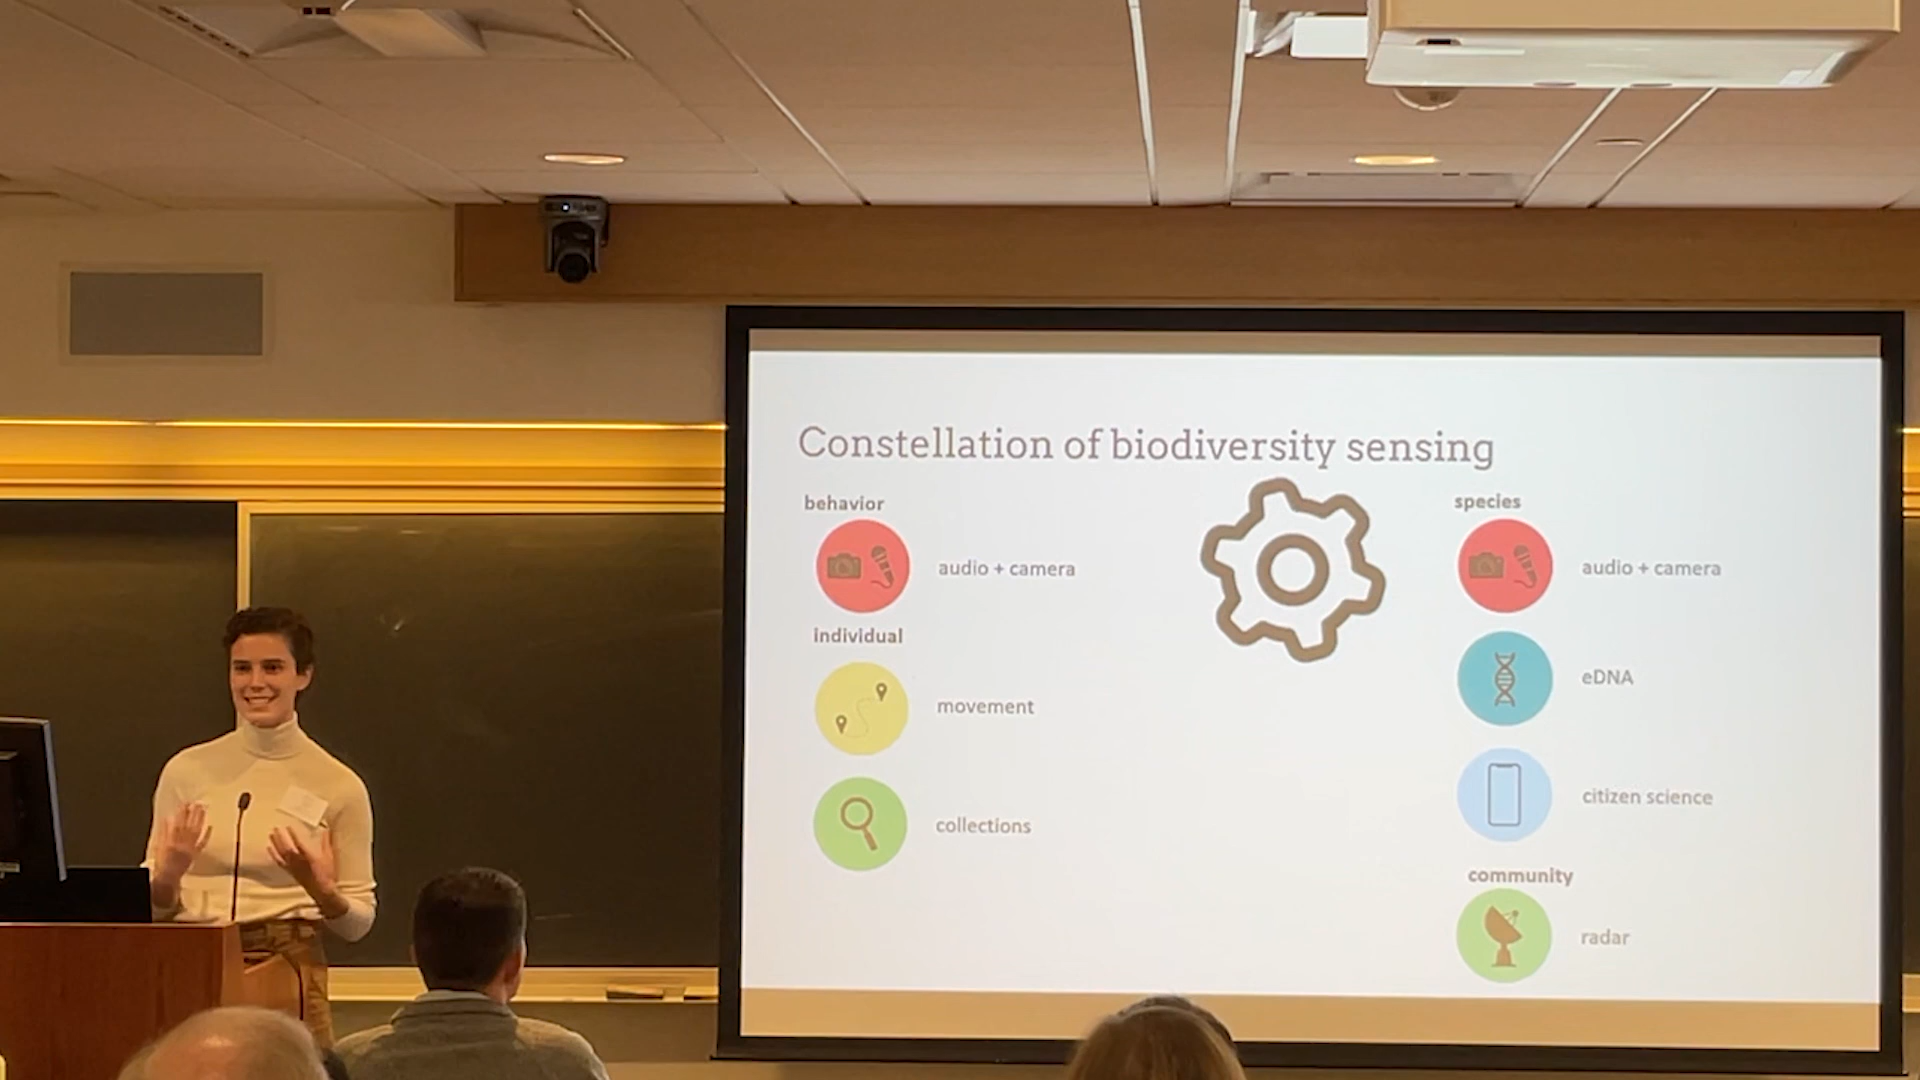 Constellation of biodiversity sensing
behavior
audio + camera
individual
movement
collections
species
audio + camera
eDNA
citizen science
community
radar